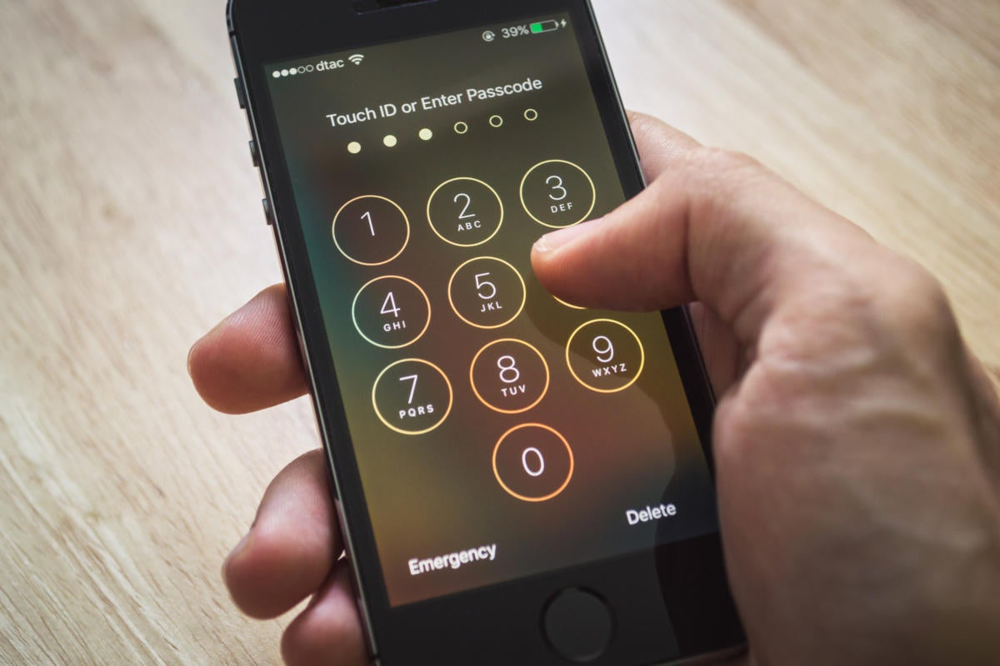 dtac 39%
Touch ID or Enter Passcode
1 2 3
ABC DEF
4 5
GHI JKL
7 8 9
PQRS TUV WXYZ
0
Emergency Delete